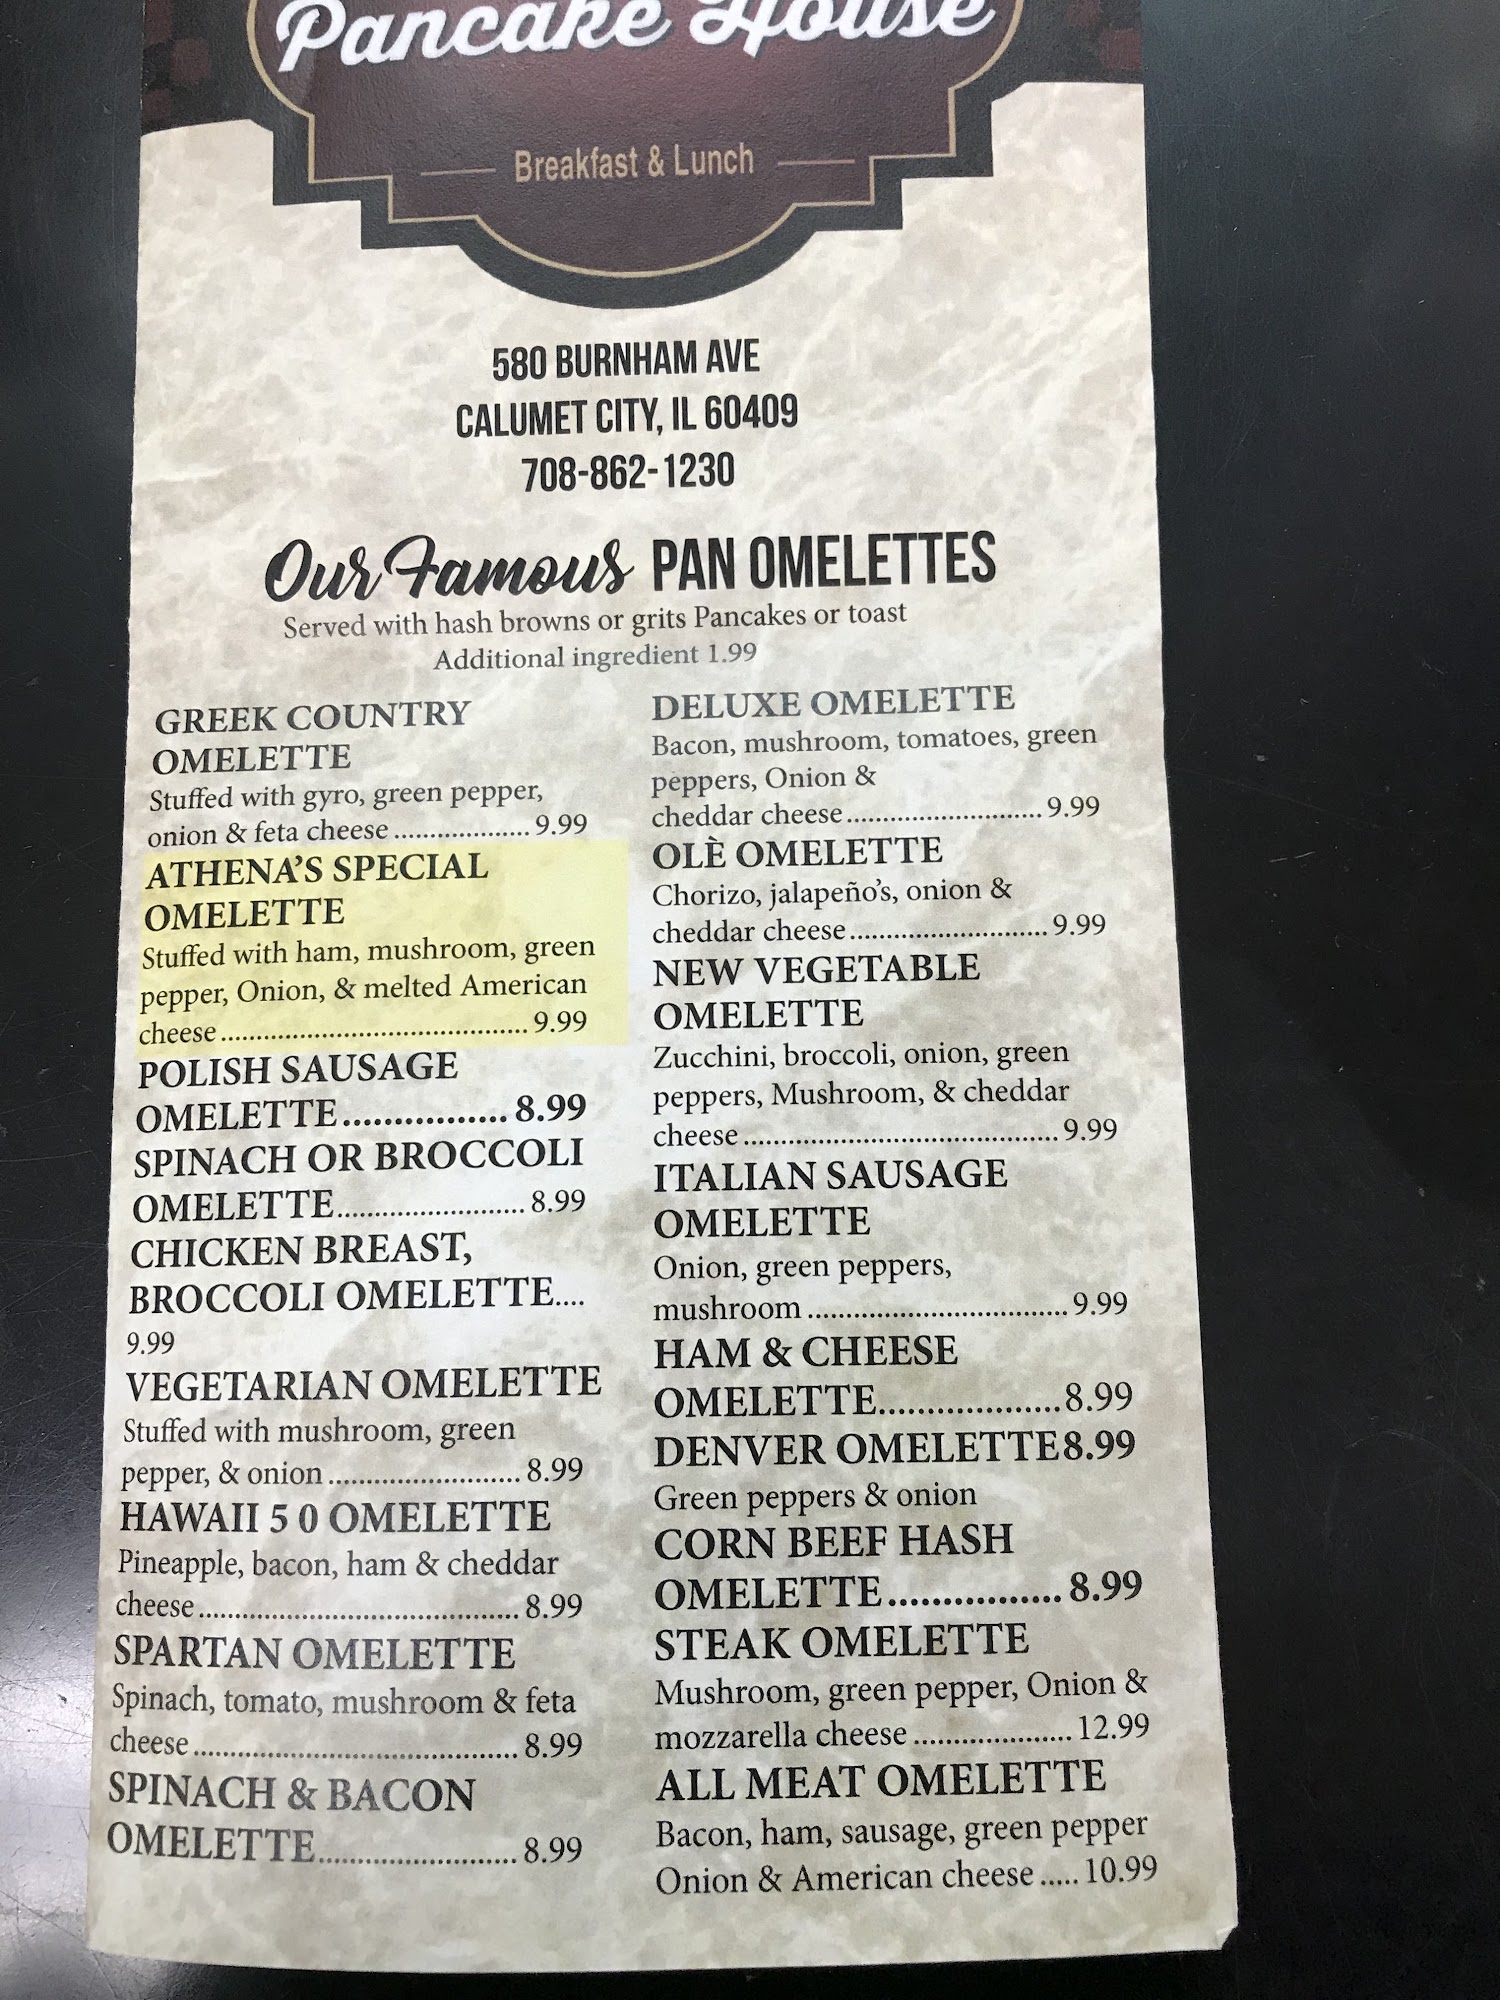 Pancake House
Breakfast & Lunch
580 BURNHAM AVE
CALUMET CITY, IL 60409
708-862-1230
Our Famous PAN OMELETTES
Served with hash browns or grits Pancakes or toast
Additional ingredient 1.99
GREEK COUNTRY
OMELETTE
Stuffed with gyro, green pepper,
onion & feta cheese .................. 9.99
ATHENA'S SPECIAL
OMELETTE
Stuffed with ham, mushroom, green
pepper, Onion, & melted American
cheese ......................................... 9.99
POLISH SAUSAGE
OMELETTE ................ 8.99
SPINACH OR BROCCOLI
OMELETTE ......................... 8.99
CHICKEN BREAST,
BROCCOLI OMELETTE....
9.99
VEGETARIAN OMELETTE
Stuffed with mushroom, green
pepper, & onion .......................... 8.99
HAWAII 5 0 OMELETTE
Pineapple, bacon, ham & cheddar
cheese ........................................... 8.99
SPARTAN OMELETTE
Spinach, tomato, mushroom & feta
cheese ........................................... 8.99
SPINACH & BACON
OMELETTE .......................... 8.99
DELUXE OMELETTE
Bacon, mushroom, tomatoes, green
peppers, Onion &
cheddar cheese .......................... 9.99
OLÈ OMELETTE
Chorizo, jalapeño's, onion &
cheddar cheese ........................... 9.99
NEW VEGETABLE
OMELETTE
Zucchini, broccoli, onion, green
peppers, Mushroom, & cheddar
cheese .......................................... 9.99
ITALIAN SAUSAGE
OMELETTE
Onion, green peppers,
mushroom ................................... 9.99
HAM & CHEESE
OMELETTE...................8.99
DENVER OMELETTE8.99
Green peppers & onion
CORN BEEF HASH
OMELETTE ................. 8.99
STEAK OMELETTE
Mushroom, green pepper, Onion &
mozzarella cheese ..................... 12.99
ALL MEAT OMELETTE
Bacon, ham, sausage, green pepper
Onion & American cheese ..... 10.99